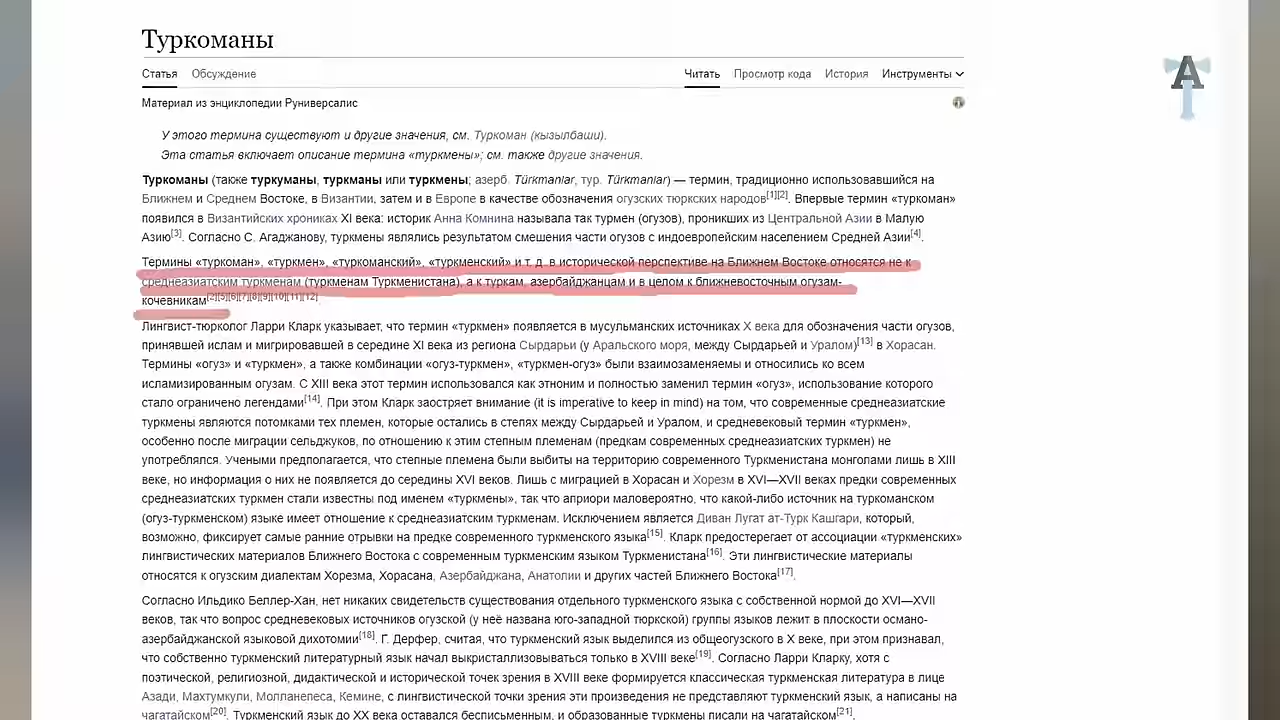 Туркоманы
Статья Обсуждение Читать Просмотр кода История Инструменты
Материал из энциклопедии Руниверсалис
У этого термина существуют и другие значения, см. Туркоман (кызылбаши).
Эта статья включает описание термина «туркмены»; см. также другие значения.
Туркоманы (также туркуманы, туркманы или туркмены; азерб. Türkmanlar, тур. Türkmanlar) — термин, традиционно использовавшийся на
Ближнем и Среднем Востоке, в Византии, затем и в Европе в качестве обозначения огузских тюркских народов[1][2]. Впервые термин «туркоман»
появился в Византийских хрониках XI века: историк Анна Комнина называла так турмен (огузов), проникших из Центральной Азии в Малую
Азию[3]. Согласно С. Агаджанову, туркмены являлись результатом смешения части огузов с индоевропейским населением Средней Азии[4].
Термины «туркоман», «туркмен», «туркоманский», «туркменский» и т. д. в исторической перспективе на Ближнем Востоке относятся не к
среднеазиатским туркменам (туркменам Туркменистана), а к туркам, азербайджанцам и в целом к ближневосточным огузам-
кочевникам[2][5][6][7][8][9][10][11][12]
Лингвист-тюрколог Ларри Кларк указывает, что термин «туркмен» появляется в мусульманских источниках X века для обозначения части огузов,
принявшей ислам и мигрировавшей в середине XI века из региона Сырдарьи (у Аральского моря, между Сырдарьей и Уралом)[13] в Хорасан.
Термины «огуз» и «туркмен», а также комбинации «огуз-туркмен», «туркмен-огуз» были взаимозаменяемы и относились ко всем
исламизированным огузам. С XIII века этот термин использовался как этноним и полностью заменил термин «огуз», использование которого
стало ограничено легендами[14]. При этом Кларк заостряет внимание (it is imperative to keep in mind) на том, что современные среднеазиатские
туркмены являются потомками тех племен, которые остались в степях между Сырдарьей и Уралом, и средневековый термин «туркмен»,
особенно после миграции сельджуков, по отношению к этим степным племенам (предкам современных среднеазиатских туркмен) не
употреблялся. Учеными предполагается, что степные племена были выбиты на территорию современного Туркменистана монголами лишь в XIII
веке, но информация о них не появляется до середины XVI веков. Лишь с миграцией в Хорасан и Хорезм в XVI—XVII веках предки современных
среднеазиатских туркмен стали известны под именем «туркмены», так что априори маловероятно, что какой-либо источник на туркоманском
(огуз-туркменском) языке имеет отношение к среднеазиатским туркменам. Исключением является Диван Лугат ат-Турк Кашгари, который,
возможно, фиксирует самые ранние отрывки на предке современного туркменского языка[15]. Кларк предостерегает от ассоциации «туркменских»
лингвистических материалов Ближнего Востока с современным туркменским языком Туркменистана[16]. Эти лингвистические материалы
относятся к огузским диалектам Хорезма, Хорасана, Азербайджана, Анатолии и других частей Ближнего Востока[17].
Согласно Ильдико Беллер-Хан, нет никаких свидетельств существования отдельного туркменского языка с собственной нормой до XVI—XVII
веков, так что вопрос средневековых источников огузской (у неё названа юго-западной тюркской) группы языков лежит в плоскости османо-
азербайджанской языковой дихотомии[18]. Г. Дерфер, считая, что туркменский язык выделился из общеогузского в X веке, при этом признавал,
что собственно туркменский литературный язык начал выкристаллизовываться только в XVIII веке[19]. Согласно Ларри Кларку, хотя с
поэтической, религиозной, дидактической и исторической точек зрения в XVIII веке формируется классическая туркменская литература в лице
Азади, Махтумкули, Молланепеса, Кемине, с лингвистической точки зрения эти произведения не представляют туркменский язык, а написаны на
чагатайском[20]. Туркменский язык до XX века оставался бесписьменным, и образованные туркмены писали на чагатайском[21].
A